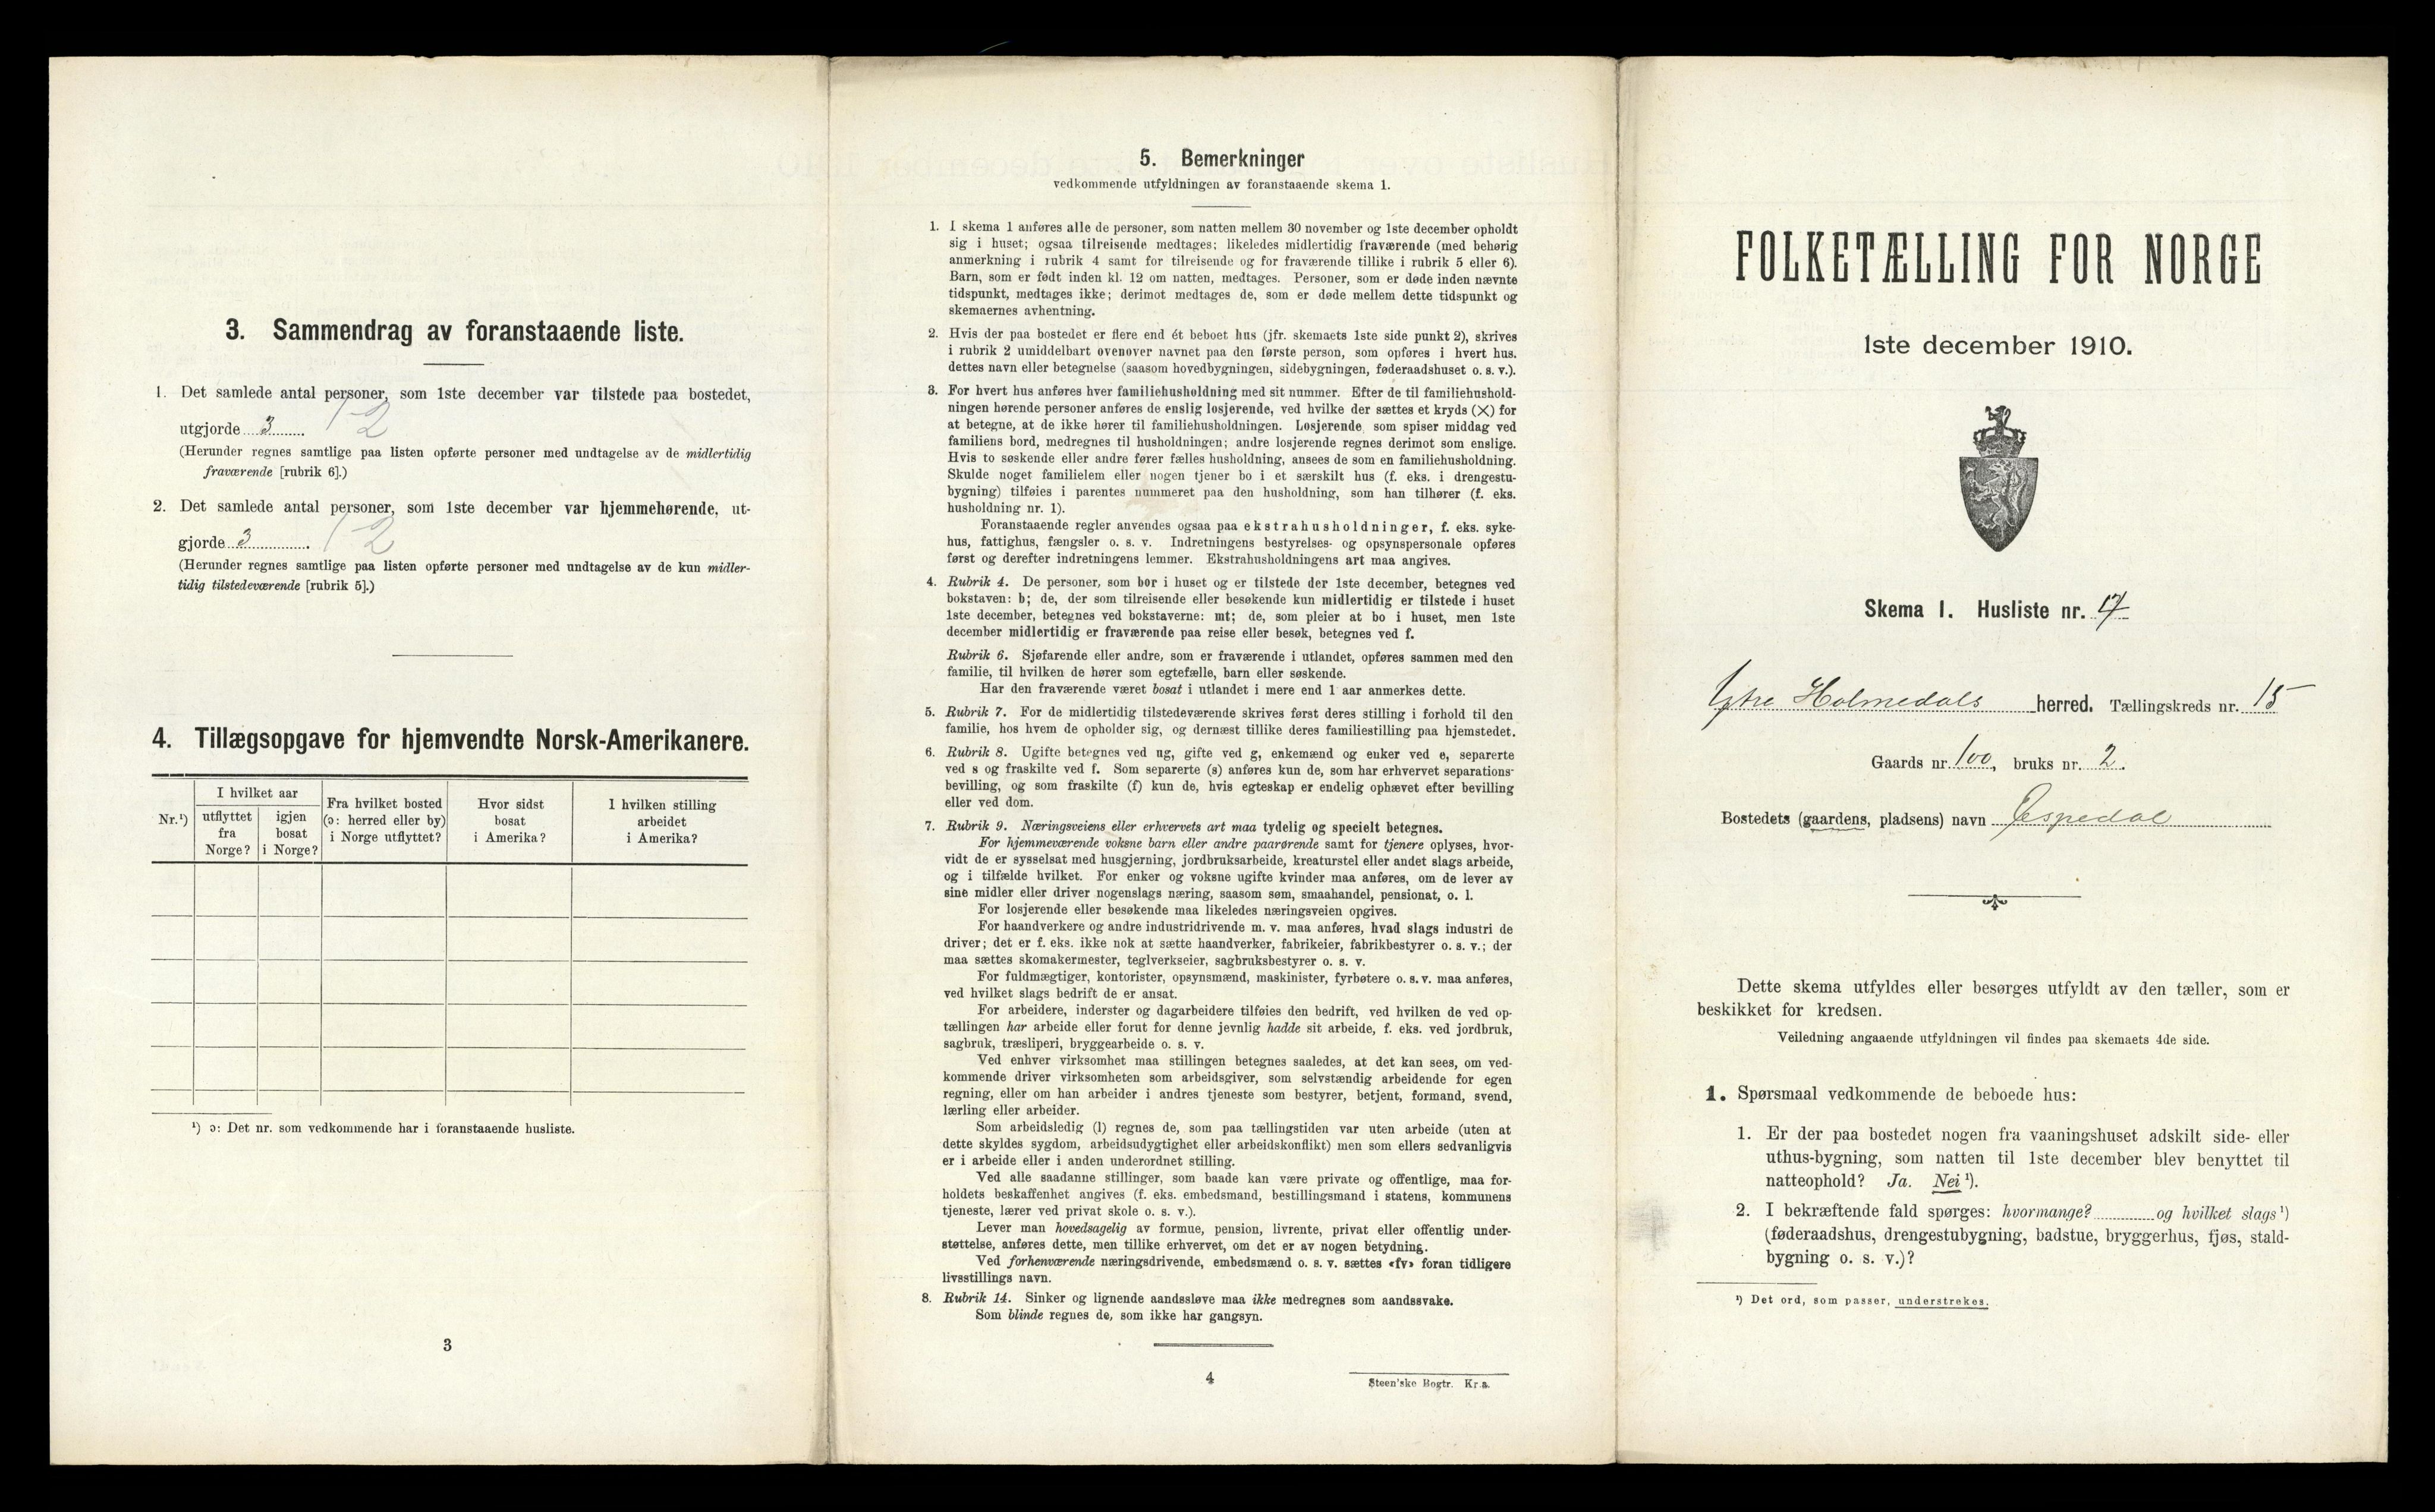 3. Sammendrag av foranstaaende liste.
1. Det samlede antal personer, som 1ste december var tilstede paa bostedet,
utgjorde 3. 1-2
(Herunder regnes samtlige paa listen opførte personer med undtagelse av de midlertidig
fraværende [rubrik 6].)
2. Det samlede antal personer, som 1ste december var hjemmehørende, ut-
gjorde 3. 1-2
(Herunder regnes samtlige paa listen opførte personer med undtagelse av de kun midler-
tidig tilstedeværende [rubrik 5].)
4. Tillægsopgave for hjemvendte Norsk-Amerikanere.
Nr.¹)
I hvilket aar
utflyttet
fra
Norge?
igjen
bosat
i Norge?
Fra hvilket bosted
(ɔ: herred eller by)
i Norge utflyttet?
Hvor sidst
bosat
i Amerika?
I hvilken stilling
arbeidet
i Amerika?
¹) ɔ: Det nr. som vedkommende har i foranstaaende husliste.
3
5. Bemerkninger
vedkommende utfyldningen av foranstaaende skema 1.
1. I skema 1 anføres alle de personer, som natten mellem 30 november og 1ste december opholdt
sig i huset; ogsaa tilreisende medtages; likeledes midlertidig fraværende (med behørig
anmerkning i rubrik 4 samt for tilreisende og for fraværende tillike i rubrik 5 eller 6).
Barn, som er født inden kl. 12 om natten, medtages. Personer, som er døde inden nævnte
tidspunkt, medtages ikke; derimot medtages de, som er døde mellem dette tidspunkt og
skemaernes avhentning.
2. Hvis der paa bostedet er flere end ét beboet hus (jfr. skemaets 1ste side punkt 2), skrives
i rubrik 2 umiddelbart ovenover navnet paa den første person, som opføres i hvert hus.
dettes navn eller betegnelse (saasom hovedbygningen, sidebygningen, føderaadshuset o. s. v.).
3. For hvert hus anføres hver familiehusholdning med sit nummer. Efter de til familiehushold-
ningen hørende personer anføres de enslig losjerende, ved hvilke der sættes et kryds (×) for
at betegne, at de ikke hører til familiehusholdningen. Losjerende som spiser middag ved
familiens bord, medregnes til husholdningen; andre losjerende regnes derimot som enslige.
Hvis to søskende eller andre fører fælles husholdning, ansees de som en familiehusholdning.
Skulde noget familielem eller nogen tjener bo i et særskilt hus (f. eks. i drengestu-
bygning) tilføies i parentes nummeret paa den husholdning, som han tilhører (f. eks.
husholdning nr. 1).
Foranstaaende regler anvendes ogsaa paa ekstrahusholdninger, f. eks. syke-
hus, fattighus, fængsler o. s. v. Indretningens bestyrelses- og opsynspersonale opføres
først og derefter indretningens lemmer. Ekstrahusholdningens art maa angives.
4. Rubrik 4. De personer, som bor i huset og er tilstede der 1ste december, betegnes ved
bokstaven: b; de, der som tilreisende eller besøkende kun midlertidig er tilstede i huset
1ste december, betegnes ved bokstaverne: mt; de, som pleier at bo i huset, men 1ste
december midlertidig er fraværende paa reise eller besøk, betegnes ved f.
Rubrik 6. Sjøfarende eller andre, som er fraværende i utlandet, opføres sammen med den
familie, til hvilken de hører som egtefælle, barn eller søskende.
Har den fraværende været bosat i utlandet i mere end 1 aar anmerkes dette.
5. Rubrik 7. For de midlertidig tilstedeværende skrives først deres stilling i forhold til den
familie, hos hvem de opholder sig, og dernæst tillike deres familiestilling paa hjemstedet.
6. Rubrik 8. Ugifte betegnes ved ug, gifte ved g, enkemænd og enker ved e, separerte
ved s og fraskilte ved f. Som separerte (s) anføres kun de, som har erhvervet separations-
bevilling, og som fraskilte (f) kun de, hvis egteskap er endelig ophævet efter bevilling
eller ved dom.
7. Rubrik 9. Næringsveiens eller erhvervets art maa tydelig og specielt betegnes.
For hjemmeværende voksne barn eller andre paarørende samt for tjenere oplyses, hvor-
vidt de er sysselsat med husgjerning, jordbruksarbeide, kreaturstel eller andet slags arbeide,
og i tilfælde hvilket. For enker og voksne ugifte kvinder maa anføres, om de lever av
sine midler eller driver nogenslags næring, saasom søm, smaahandel, pensionat, o. l.
For losjerende eller besøkende maa likeledes næringsveien opgives.
For haandverkere og andre industridrivende m. v. maa anføres, hvad slags industri de
driver; det er f. eks. ikke nok at sætte haandverker, fabrikeier, fabrikbestyrer o. s. v.; der
maa sættes skomakermester, teglverkseier, sagbruksbestyrer o. s. v.
For fuldmægtiger, kontorister, opsynsmænd, maskinister, fyrbøtere o. s. v. maa anføres,
ved hvilket slags bedrift de er ansat.
For arbeidere, inderster og dagarbeidere tilføies den bedrift, ved hvilken de ved op-
tællingen har arbeide eller forut for denne jevnlig hadde sit arbeide, f. eks. ved jordbruk,
sagbruk, træsliperi, bryggearbeide o. s. v.
Ved enhver virksomhet maa stillingen betegnes saaledes, at det kan sees, om ved-
kommende driver virksomheten som arbeidsgiver, som selvstændig arbeidende for egen
regning, eller om han arbeider i andres tjeneste som bestyrer, betjent, formand, svend,
lærling eller arbeider.
Som arbeidsledig (l) regnes de, som paa tællingstiden var uten arbeide (uten at
dette skyldes sygdom, arbeidsudygtighet eller arbeidskonflikt) men som ellers sedvanligvis
er i arbeide eller i anden underordnet stilling.
Ved alle saadanne stillinger, som baade kan være private og offentlige, maa for-
holdets beskaffenhet angives (f. eks. embedsmand, bestillingsmand i statens, kommunens
tjeneste, lærer ved privat skole o. s. v.).
Lever man hovedsagelig av formue, pension, livrente, privat eller offentlig under-
støttelse, anføres dette, men tillike erhvervet, om det er av nogen betydning.
Ved forhenværende næringsdrivende, embedsmænd o. s. v. sættes «fv» foran tidligere
livsstillings navn.
8. Rubrik 14. Sinker og lignende aandssløve maa ikke medregnes som aandssvake.
Som blinde regnes de, som ikke har gangsyn.
4
Steen'ske Bogtr. Kr.a.
FOLKETÆLLING FOR NORGE
1ste december 1910.
Skema 1. Husliste nr. 17
Ytre Holmedals herred. Tællingskreds nr. 15
Gaards nr. 100, bruks nr. 2.
Bostedets (gaardens, pladsens) navn Espedal
Dette skema utfyldes eller besørges utfyldt av den tæller, som er
beskikket for kredsen.
Veiledning angaaende utfyldningen vil findes paa skemaets 4de side.
1. Spørsmaal vedkommende de beboede hus:
1. Er der paa bostedet nogen fra vaaningshuset adskilt side- eller
uthus-bygning, som natten til 1ste december blev benyttet til
natteophold? Ja. Nei ¹).
2. I bekræftende fald spørges: hvormange? og hvilket slags ¹)
(føderaadshus, drengestubygning, badstue, bryggerhus, fjøs, stald-
bygning o. s. v.)?
¹) Det ord, som passer, understrekes.